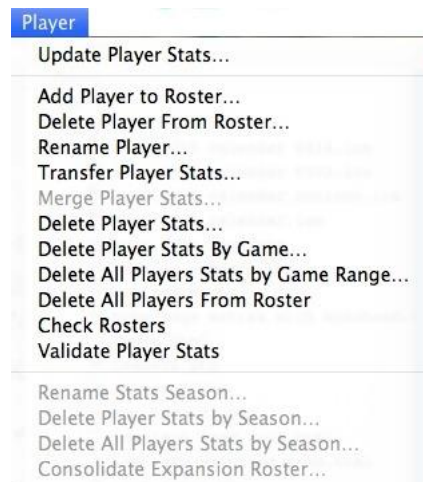 Player
Update Player Stats...
Add Player to Roster...
Delete Player From Roster...
Rename Player...
Transfer Player Stats...
Merge Player Stats...
Delete Player Stats...
Delete Player Stats By Game...
Delete All Players Stats by Game Range...
Delete All Players From Roster
Check Rosters
Validate Player Stats
Rename Stats Season...
Delete Player Stats by Season...
Delete All Players Stats by Season...
Consolidate Expansion Roster...